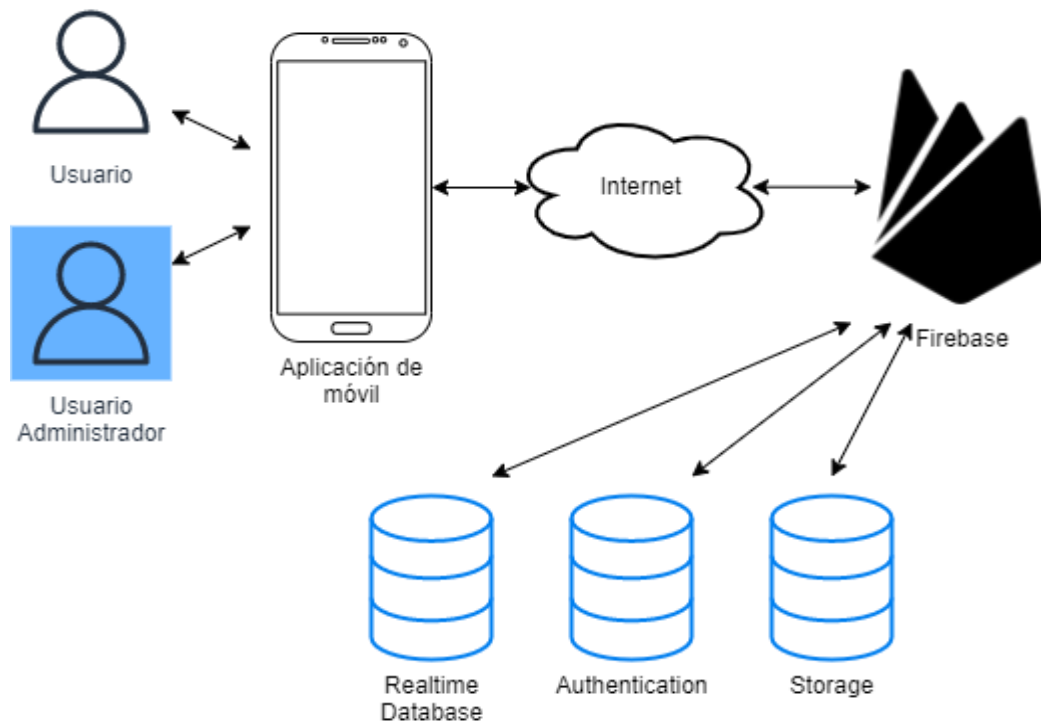 Usuario
Internet
Usuario
Administrador
Aplicación de
móvil
Firebase
Realtime
Database
Authentication
Storage